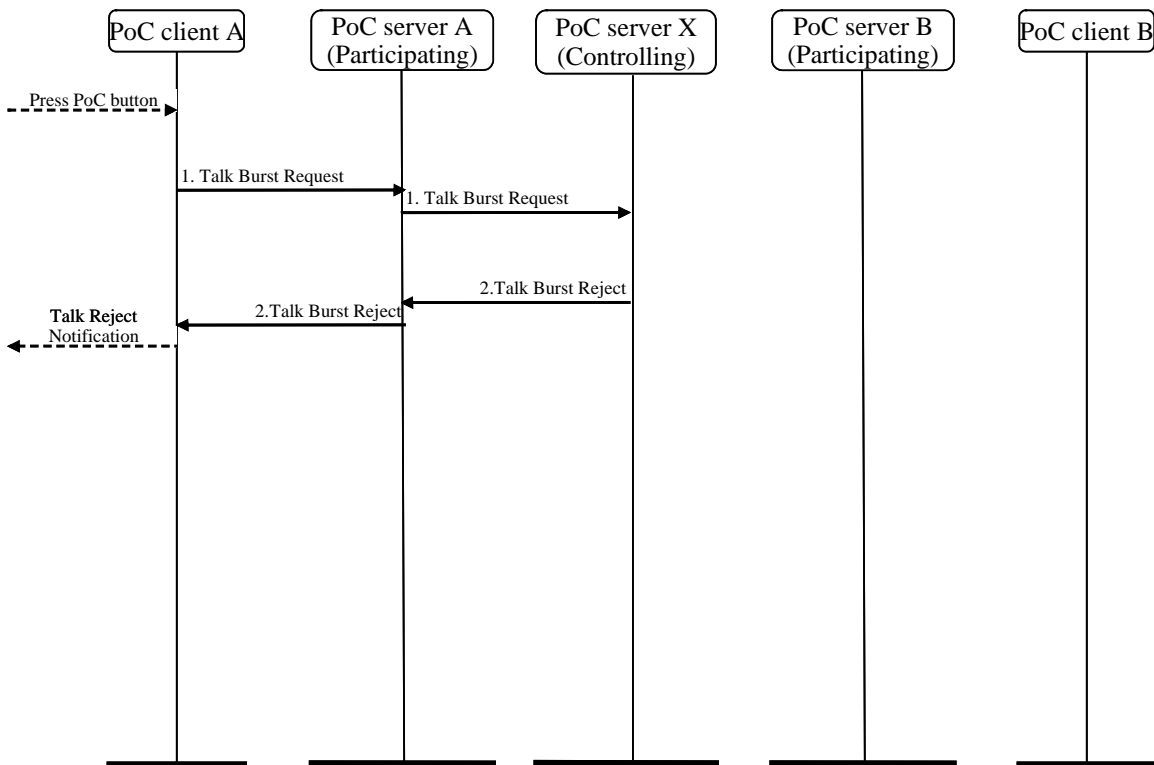 PoC client A
PoC server A
(Participating)
PoC server X
(Controlling)
PoC server B
(Participating)
PoC client B
Press PoC button
1. Talk Burst Request
1. Talk Burst Request
2.Talk Burst Reject
2.Talk Burst Reject
Talk Reject
Notification